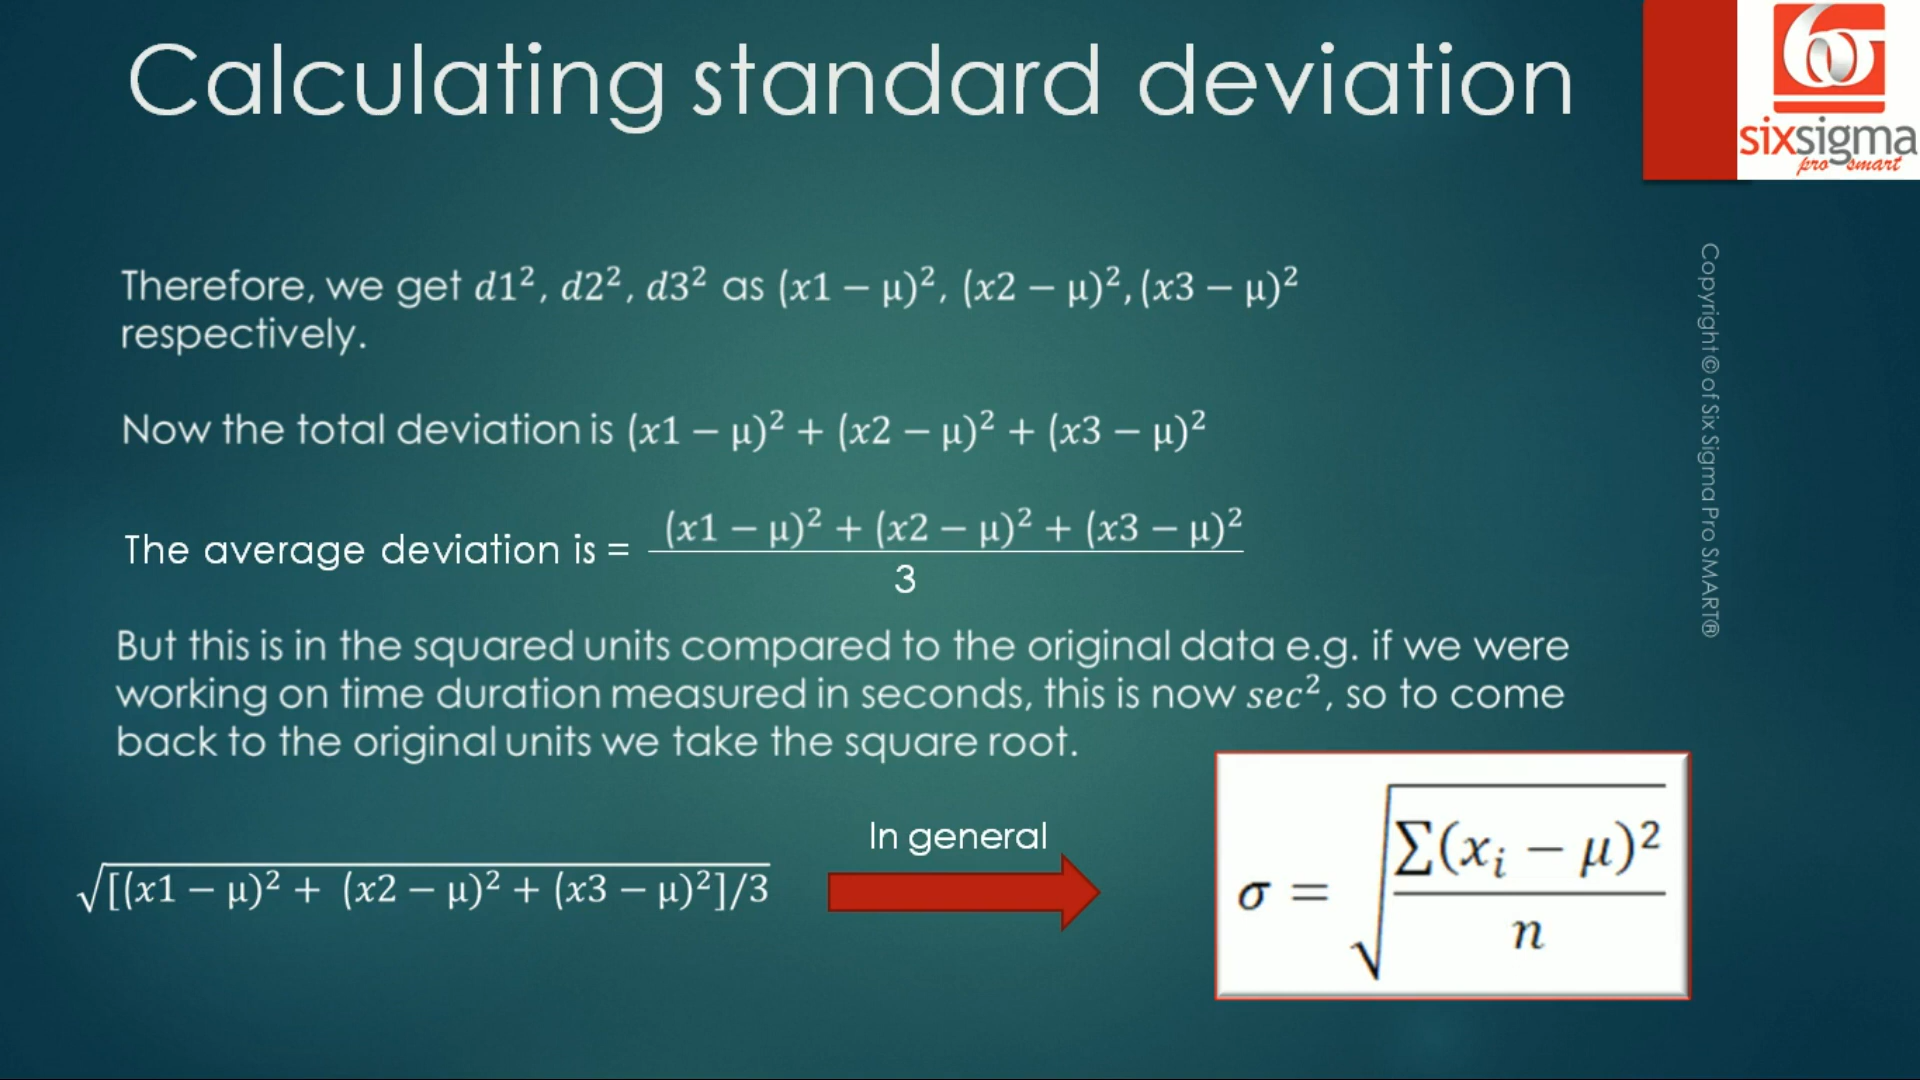 Calculating standard deviation
sixsigma
pro smart
Therefore, we get d1², d2², d3² as (x1 − μ)², (x2 − μ)², (x3 − μ)²
respectively.
Now the total deviation is (x1 − μ)² + (x2 − μ)² + (x3 − μ)²
(x1 − μ)² + (x2 − μ)² + (x3 − μ)²
The average deviation is =
3
But this is in the squared units compared to the original data e.g. if we were
working on time duration measured in seconds, this is now sec², so to come
back to the original units we take the square root.
In general
√[(x1 − μ)² + (x2 − μ)² + (x3 − μ)²]/3
σ = √ ∑(xᵢ − μ)²
n
Copyright © of Six Sigma Pro SMART®